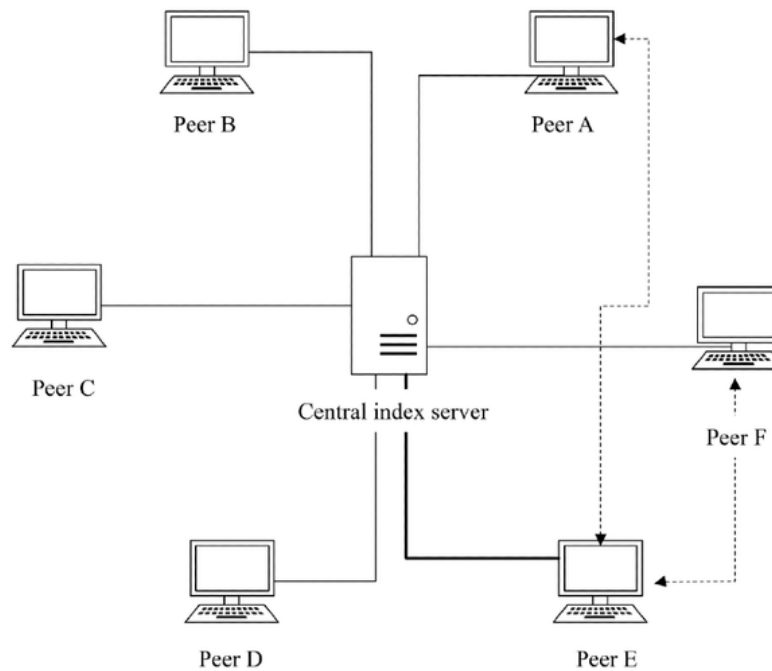 Peer B
Peer A
Peer C
Central index server
Peer F
Peer D
Peer E